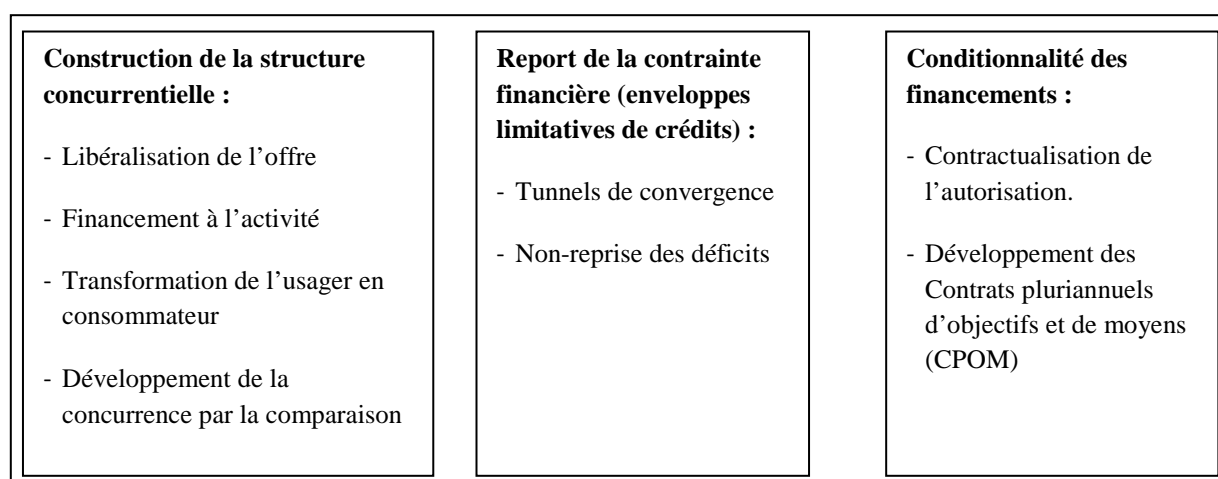 Construction de la structure
concurrentielle :
- Libéralisation de l’offre
- Financement à l’activité
- Transformation de l’usager en
consommateur
- Développement de la
concurrence par la comparaison
Report de la contrainte
financière (enveloppes
limitatives de crédits) :
- Tunnels de convergence
- Non-reprise des déficits
Conditionnalité des
financements :
- Contractualisation de
l’autorisation.
- Développement des
Contrats pluriannuels
d’objectifs et de moyens
(CPOM)